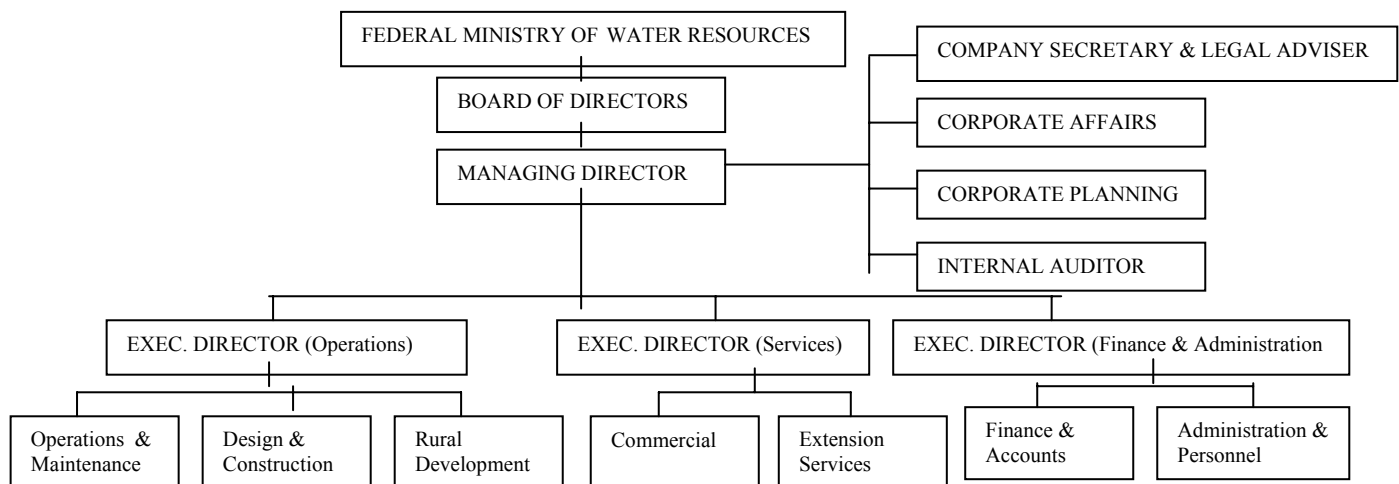 FEDERAL MINISTRY OF WATER RESOURCES
BOARD OF DIRECTORS
MANAGING DIRECTOR
COMPANY SECRETARY & LEGAL ADVISER
CORPORATE AFFAIRS
CORPORATE PLANNING
INTERNAL AUDITOR
EXEC. DIRECTOR (Operations)
EXEC. DIRECTOR (Services)
EXEC. DIRECTOR (Finance & Administration
Operations &
Maintenance
Design &
Construction
Rural
Development
Commercial
Extension
Services
Finance &
Accounts
Administration &
Personnel